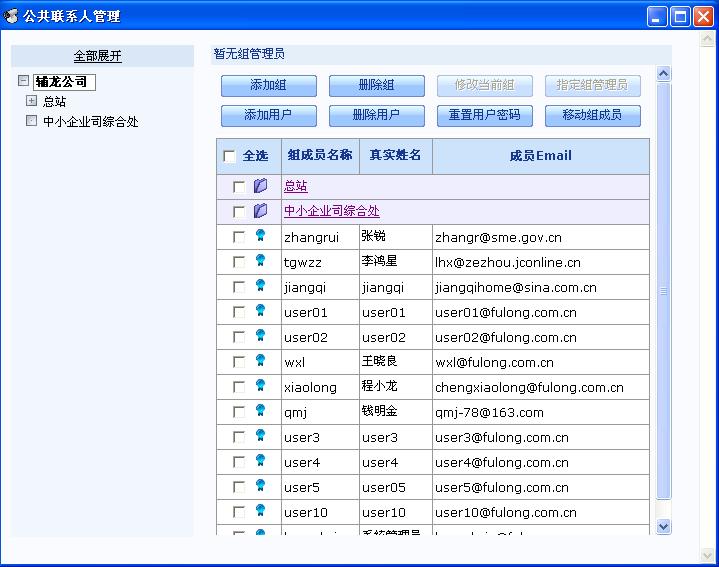 公共联系人管理
全部展开
辅龙公司
总站
中小企业司综合处
暂无组管理员
添加组 删除组 修改当前组 指定组管理员
添加用户 删除用户 重置用户密码 移动组成员
全选 组成员名称 真实姓名 成员Email
总站
中小企业司综合处
zhangrui 张锐 zhangr@sme.gov.cn
tgwzz 李鸿星 lhx@zezhou.jconline.cn
jiangqi jiangqi jiangqihome@sina.com.cn
user01 user01 user01@fulong.com.cn
user02 user02 user02@fulong.com.cn
wxl 王晓良 wxl@fulong.com.cn
xiaolong 程小龙 chengxiaolong@fulong.com.cn
qmj 钱明金 qmj-78@163.com
user3 user3 user3@fulong.com.cn
user4 user4 user4@fulong.com.cn
user5 user05 user5@fulong.com.cn
user10 user10 user10@fulong.com.cn
系统管理员